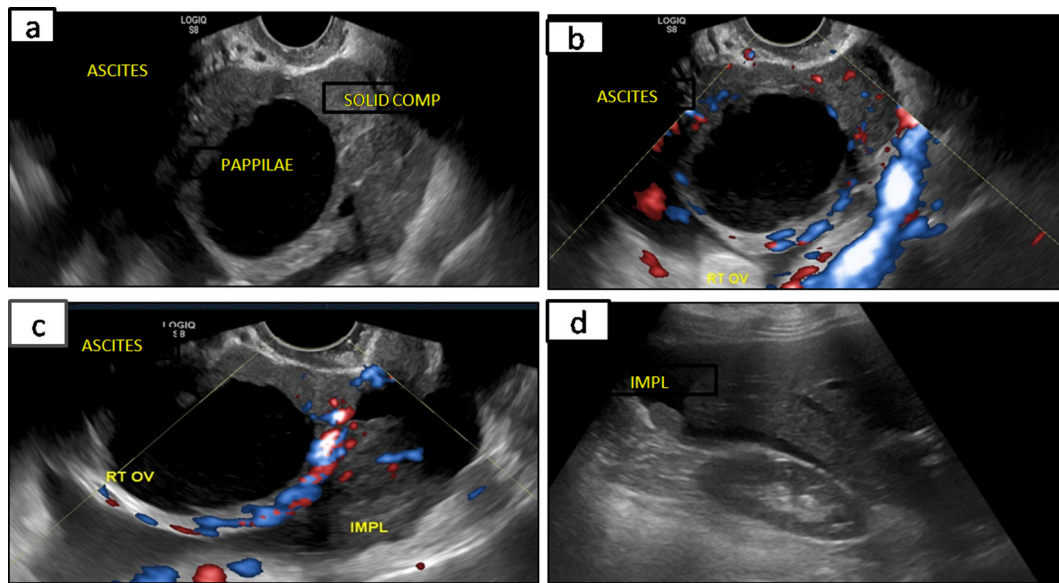 a
LOGIQ
S8
ASCITES
SOLID COMP
PAPPILAE
b
LOGIQ
S8
ASCITES
RT OV
c
LOGIQ
S8
ASCITES
RT OV
IMPL
d
IMPL